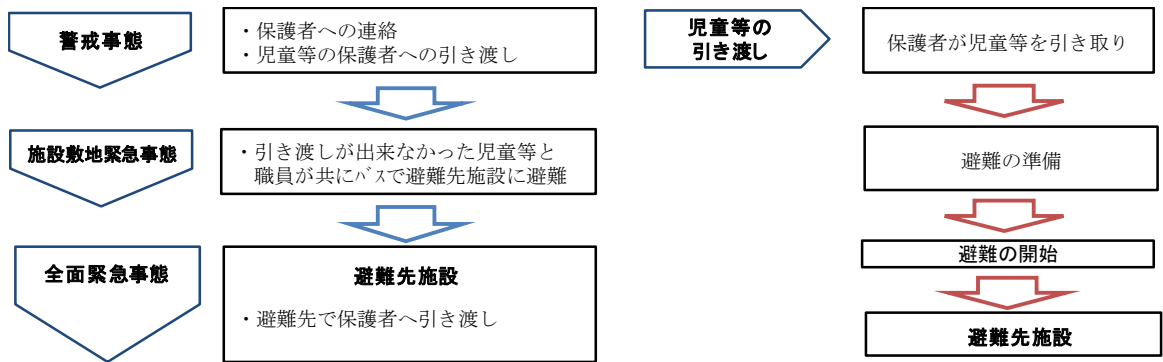 警戒事態
・保護者への連絡
・児童等の保護者への引き渡し
施設敷地緊急事態
・引き渡しが出来なかった児童等と
職員が共にﾊﾞｽで避難先施設に避難
全面緊急事態
避難先施設
・避難先で保護者へ引き渡し
児童等の
引き渡し
保護者が児童等を引き取り
避難の準備
避難の開始
避難先施設